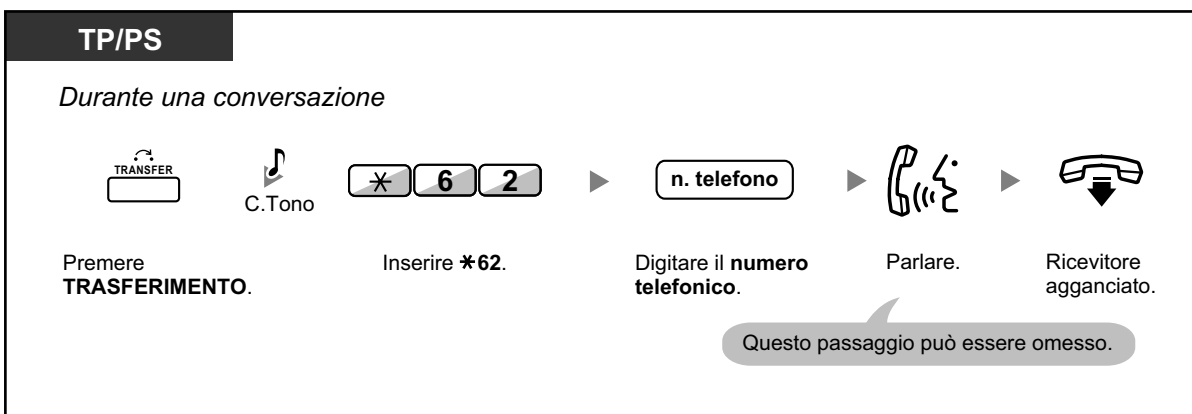 TP/PS
Durante una conversazione
TRANSFER
C.Tono
* 6 2
n. telefono
Premere
TRASFERIMENTO.
Inserire *62.
Digitare il numero
telefonico.
Parlare.
Ricevitore
agganciato.
Questo passaggio può essere omesso.